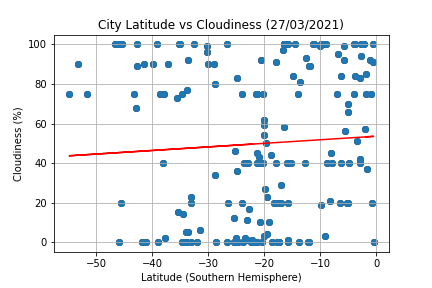 City Latitude vs Cloudiness (27/03/2021)
Cloudiness (%)
100
80
60
40
20
0
−50 −40 −30 −20 −10 0
Latitude (Southern Hemisphere)